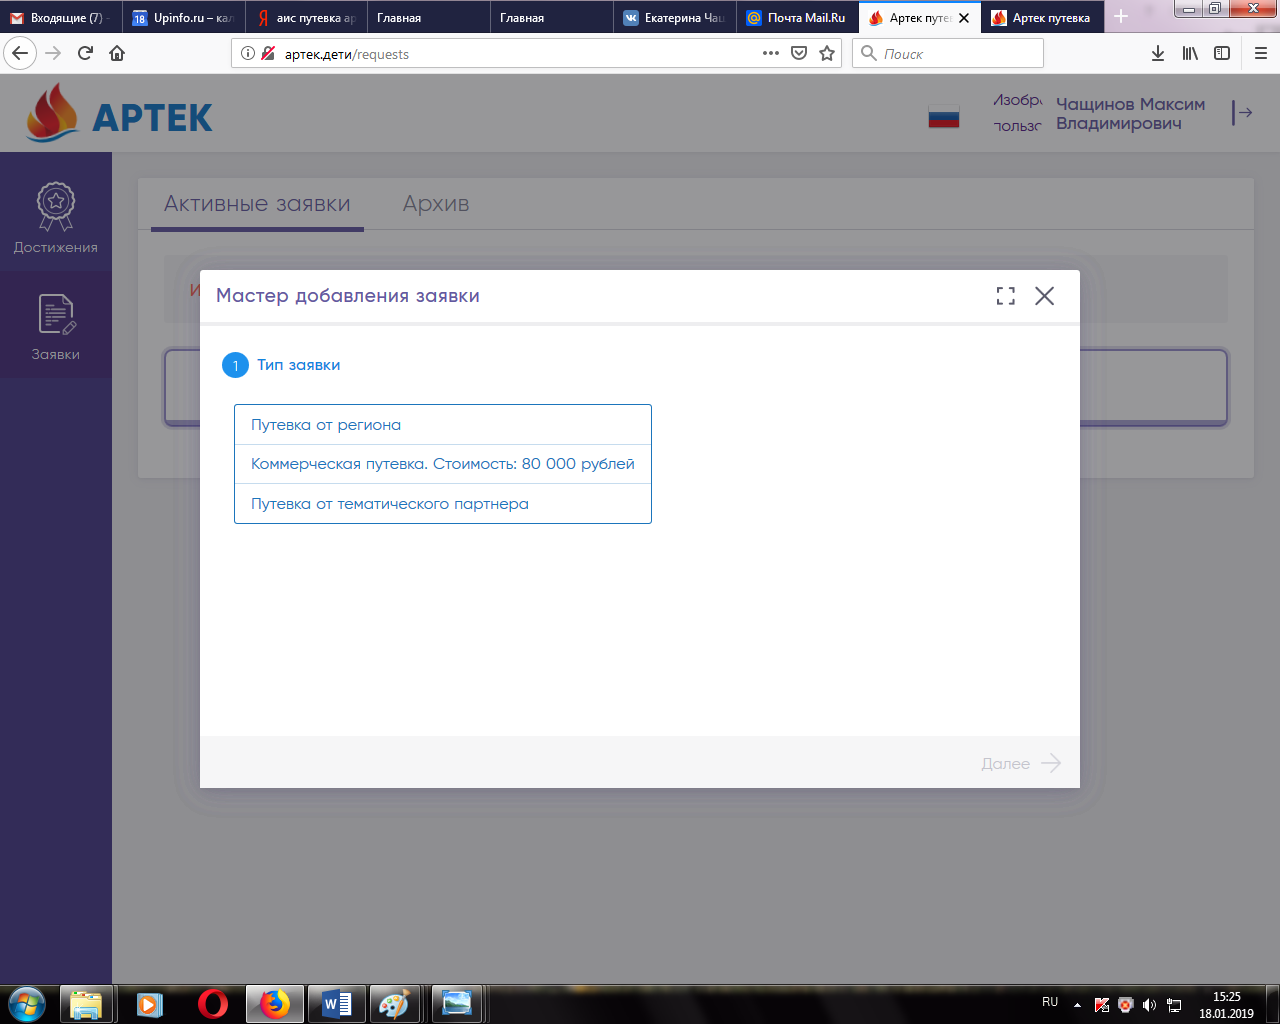 Входящие (7)
Upinfo.ru – кал
аис путевка ар
Главная
Главная
Екатерина Чащ
Почта Mail.Ru
Артек путе
Артек путевка
артек.дети/requests
Поиск
АРТЕК
Изобр
польз
Чащинов Максим
Владимирович
Достижения
Заявки
Активные заявки
Архив
И
Мастер добавления заявки
1 Тип заявки
Путевка от региона
Коммерческая путевка. Стоимость: 80 000 рублей
Путевка от тематического партнера
Далее
RU
15:25
18.01.2019